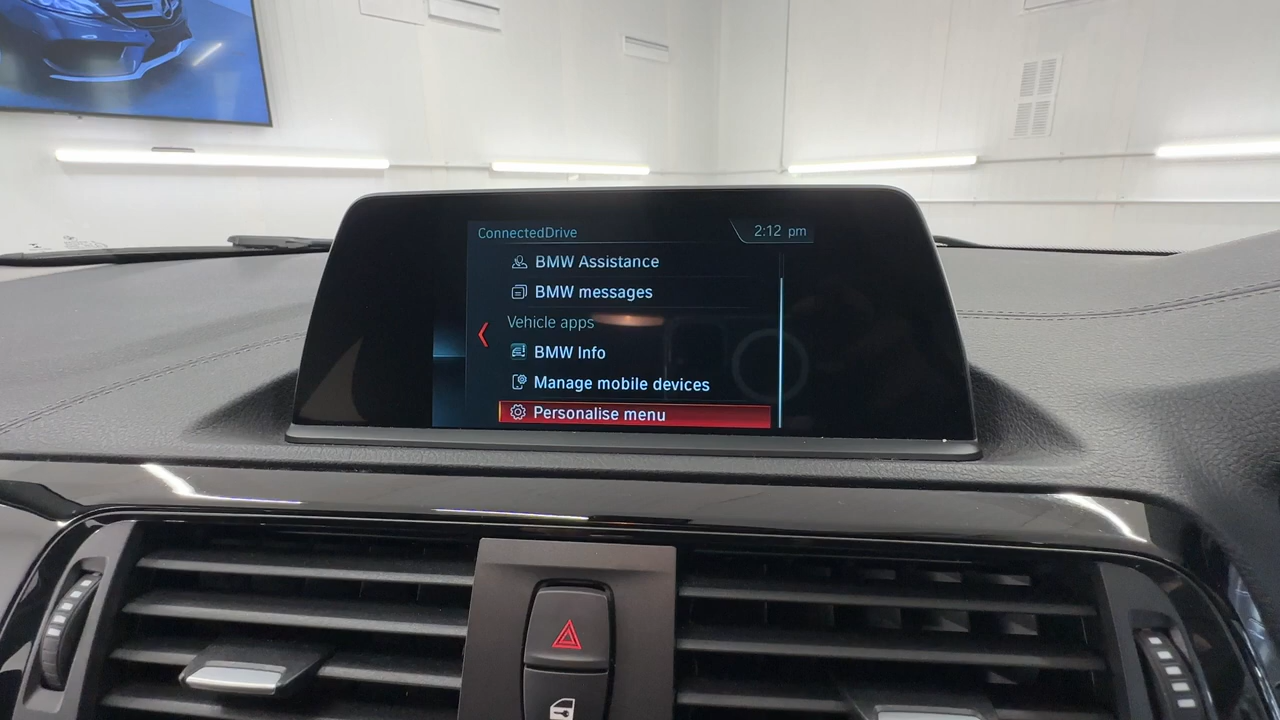 ConnectedDrive
2:12 pm
BMW Assistance
BMW messages
Vehicle apps
BMW Info
Manage mobile devices
Personalise menu